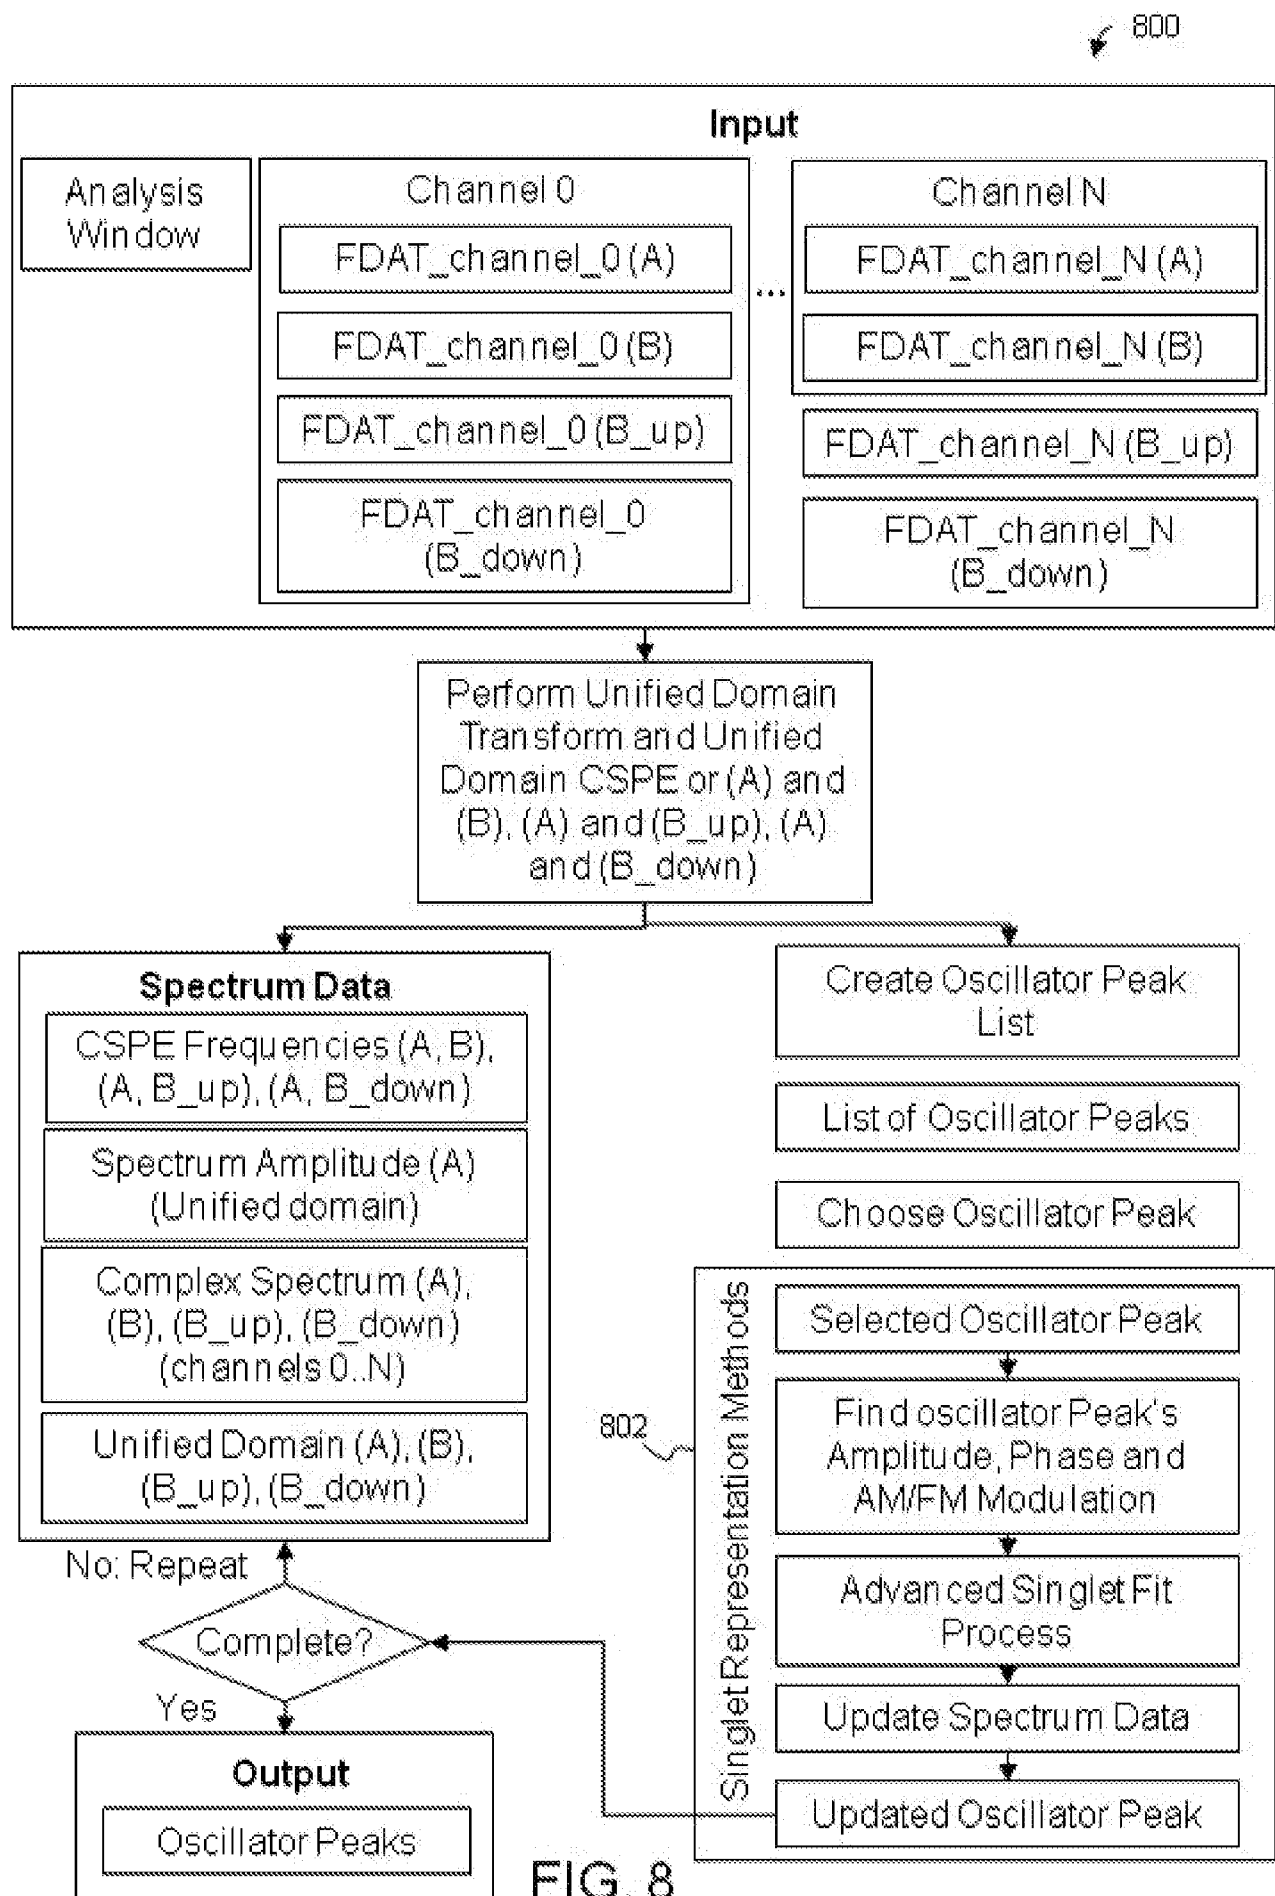 800
Input
Analysis
Window
Channel 0
FDAT_channel_0 (A)
FDAT_channel_0 (B)
FDAT_channel_0 (B_up)
FDAT_channel_0
(B_down)
...
Channel N
FDAT_channel_N (A)
FDAT_channel_N (B)
FDAT_channel_N (B_up)
FDAT_channel_N
(B_down)
Perform Unified Domain
Transform and Unified
Domain CSPE or (A) and
(B), (A) and (B_up), (A)
and (B_down)
Spectrum Data
CSPE Frequencies (A, B),
(A, B_up), (A, B_down)
Spectrum Amplitude (A)
(Unified domain)
Complex Spectrum (A),
(B), (B_up), (B_down)
(channels 0..N)
Unified Domain (A), (B),
(B_up), (B_down)
No: Repeat
Complete?
Yes
Output
Oscillator Peaks
Create Oscillator Peak
List
List of Oscillator Peaks
Choose Oscillator Peak
802
Singlet Representation Methods
Selected Oscillator Peak
Find oscillator Peak's
Amplitude, Phase and
AM/FM Modulation
Advanced Singlet Fit
Process
Update Spectrum Data
Updated Oscillator Peak
FIG. 8